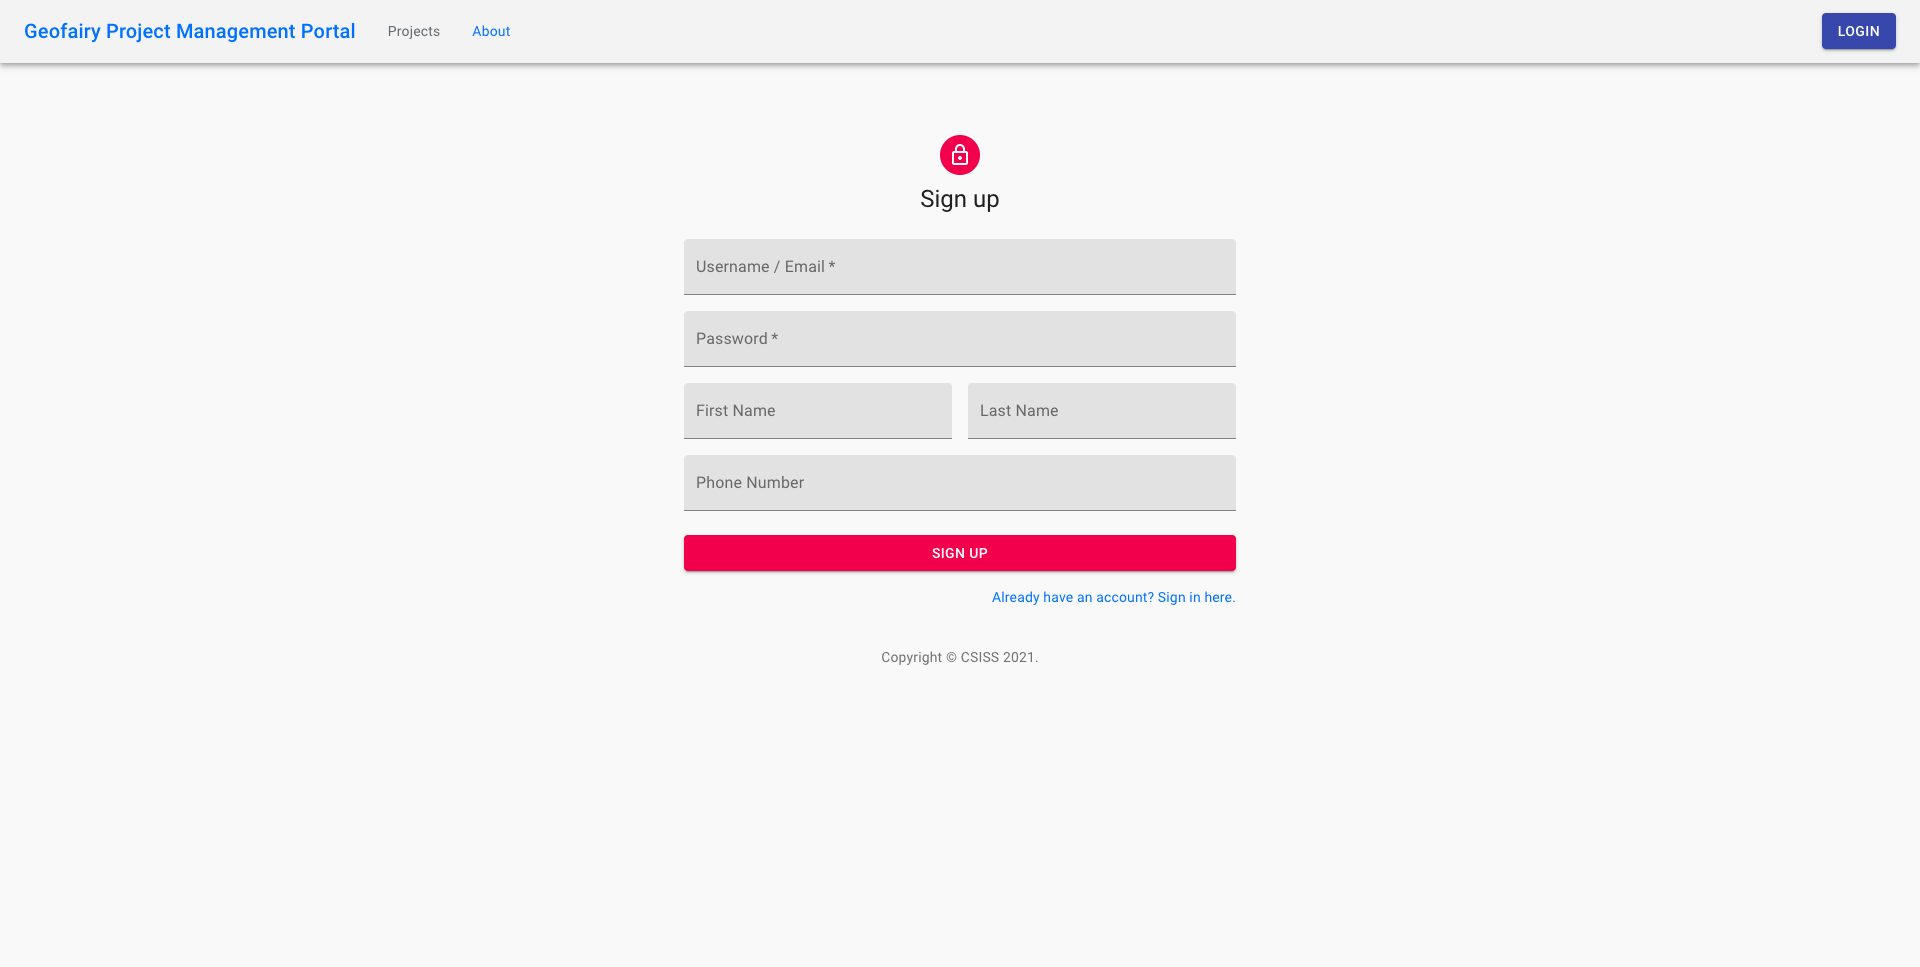 Geofairy Project Management Portal Projects About LOGIN
Sign up
Username / Email *
Password *
First Name Last Name
Phone Number
SIGN UP
Already have an account? Sign in here.
Copyright © CSISS 2021.